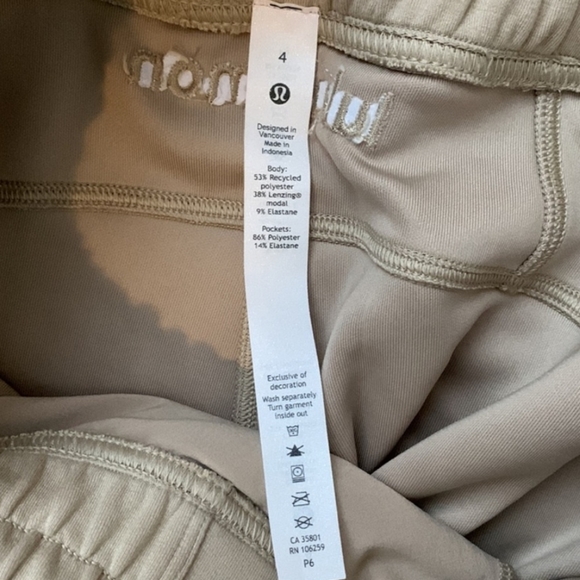 4
Designed in
Vancouver
Made in
Indonesia
Body:
53% Recycled
polyester
38% Lenzing®
modal
9% Elastane
Pockets:
86% Polyester
14% Elastane
Exclusive of
decoration
Wash separately
Turn garment
inside out
CA 35801
RN 106259
P6